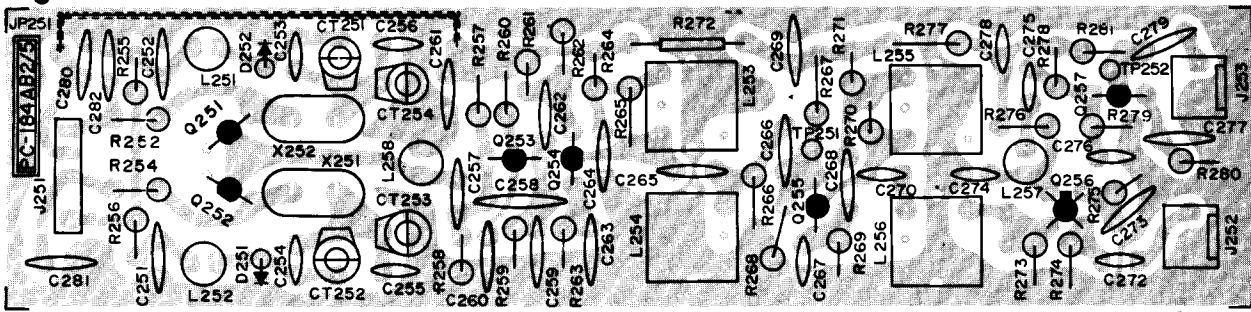 JP251
PC-184AB2/5
C280
C282
R255
C252
L251
D252
C253
CT251
C256
C261
CT254
R257
R260
R261
R262
R264
R272
C269
R271
R277
L255
C278
C275
R278
R281
C279
TP252
J253
Q251
R252
R254
X252
X251
L258
C257
Q253
C262
Q254
C258
C264
R265
L253
C265
C266
TP251
R267
R270
C268
C270
R276
C274
Q257
C276
R279
C277
R280
J251
R256
C281
C251
Q252
L252
D251
C254
CT252
CT253
C255
R258
C260
R259
C259
R263
C263
L254
R266
R268
Q255
C267
R269
L256
L257
Q256
R275
C273
R273
R274
C272
J252